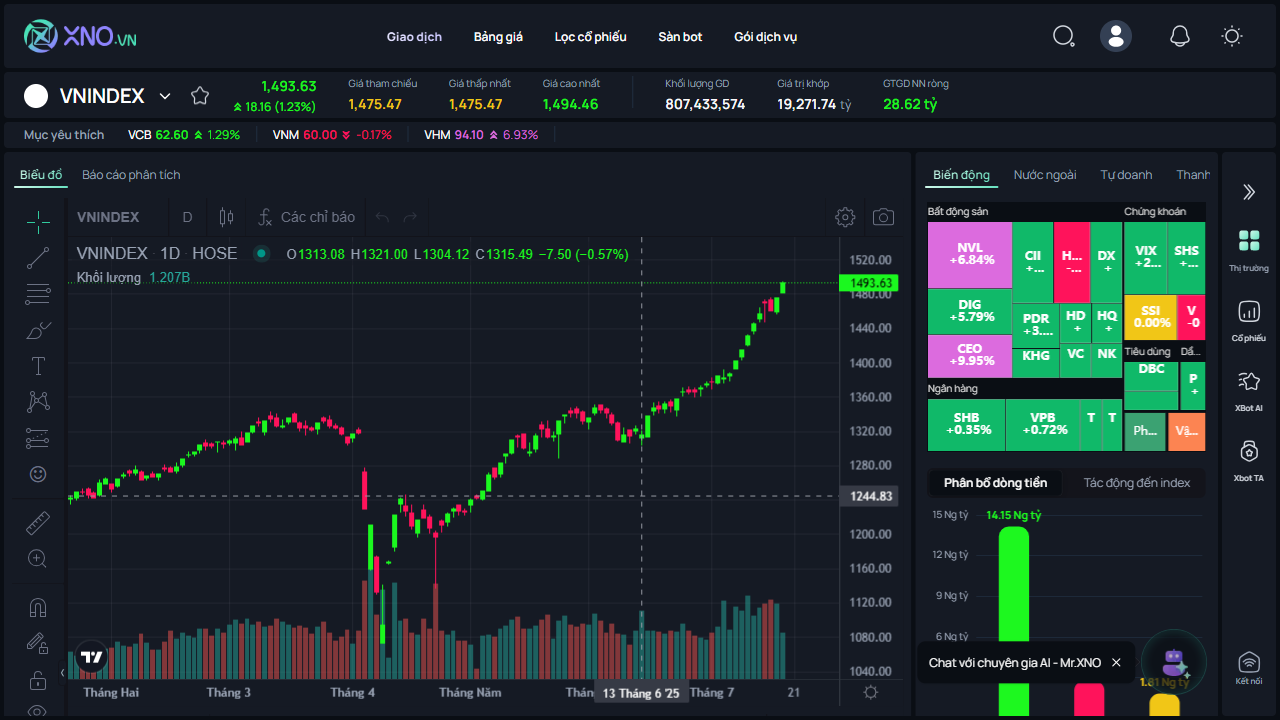 XNO.VN
Giao dịch Bảng giá Lọc cổ phiếu Sàn bot Gói dịch vụ
VNINDEX
1,493.63
18.16 (1.23%)
Giá tham chiếu
1,475.47
Giá thấp nhất
1,475.47
Giá cao nhất
1,494.46
Khối lượng GD
807,433,574
Giá trị khớp
19,271.74 tỷ
GTGD NN ròng
28.62 tỷ
Mục yêu thích VCB 62.60 1.29% VNM 60.00 -0.17% VHM 94.10 6.93%
Biểu đồ Báo cáo phân tích
VNINDEX D Các chỉ báo
VNINDEX · 1D · HOSE O1313.08 H1321.00 L1304.12 C1315.49 −7.50 (−0.57%)
Khối lượng 1.207B
1520.00
1493.63
1480.00
1440.00
1400.00
1360.00
1320.00
1280.00
1244.83
1200.00
1160.00
1120.00
1080.00
1040.00
Tháng Hai Tháng 3 Tháng 4 Tháng Năm Thán 13 Tháng 6 '25 Tháng 7 21
Biến động Nước ngoài Tự doanh Thanh
Bất động sản
NVL
+6.84%
DIG
+5.79%
CEO
+9.95%
CII
+...
H...
-...
DX
+
PDR
+3....
HD
+
HQ
+
KHG
VC
NK
Chứng khoán
VIX
+2...
SHS
+...
SSI
0.00%
V
-0
Tiêu dùng
DBC
Dầ...
P
+
Ngân hàng
SHB
+0.35%
VPB
+0.72%
T
T
Ph...
Vậ...
Phân bổ dòng tiền Tác động đến index
15 Ng tỷ
14.15 Ng tỷ
12 Ng tỷ
9 Ng tỷ
6 Ng tỷ
1.81 Ng tỷ
Chat với chuyên gia AI - Mr.XNO
Thị trường
Cổ phiếu
XBot AI
Xbot TA
Kết nối